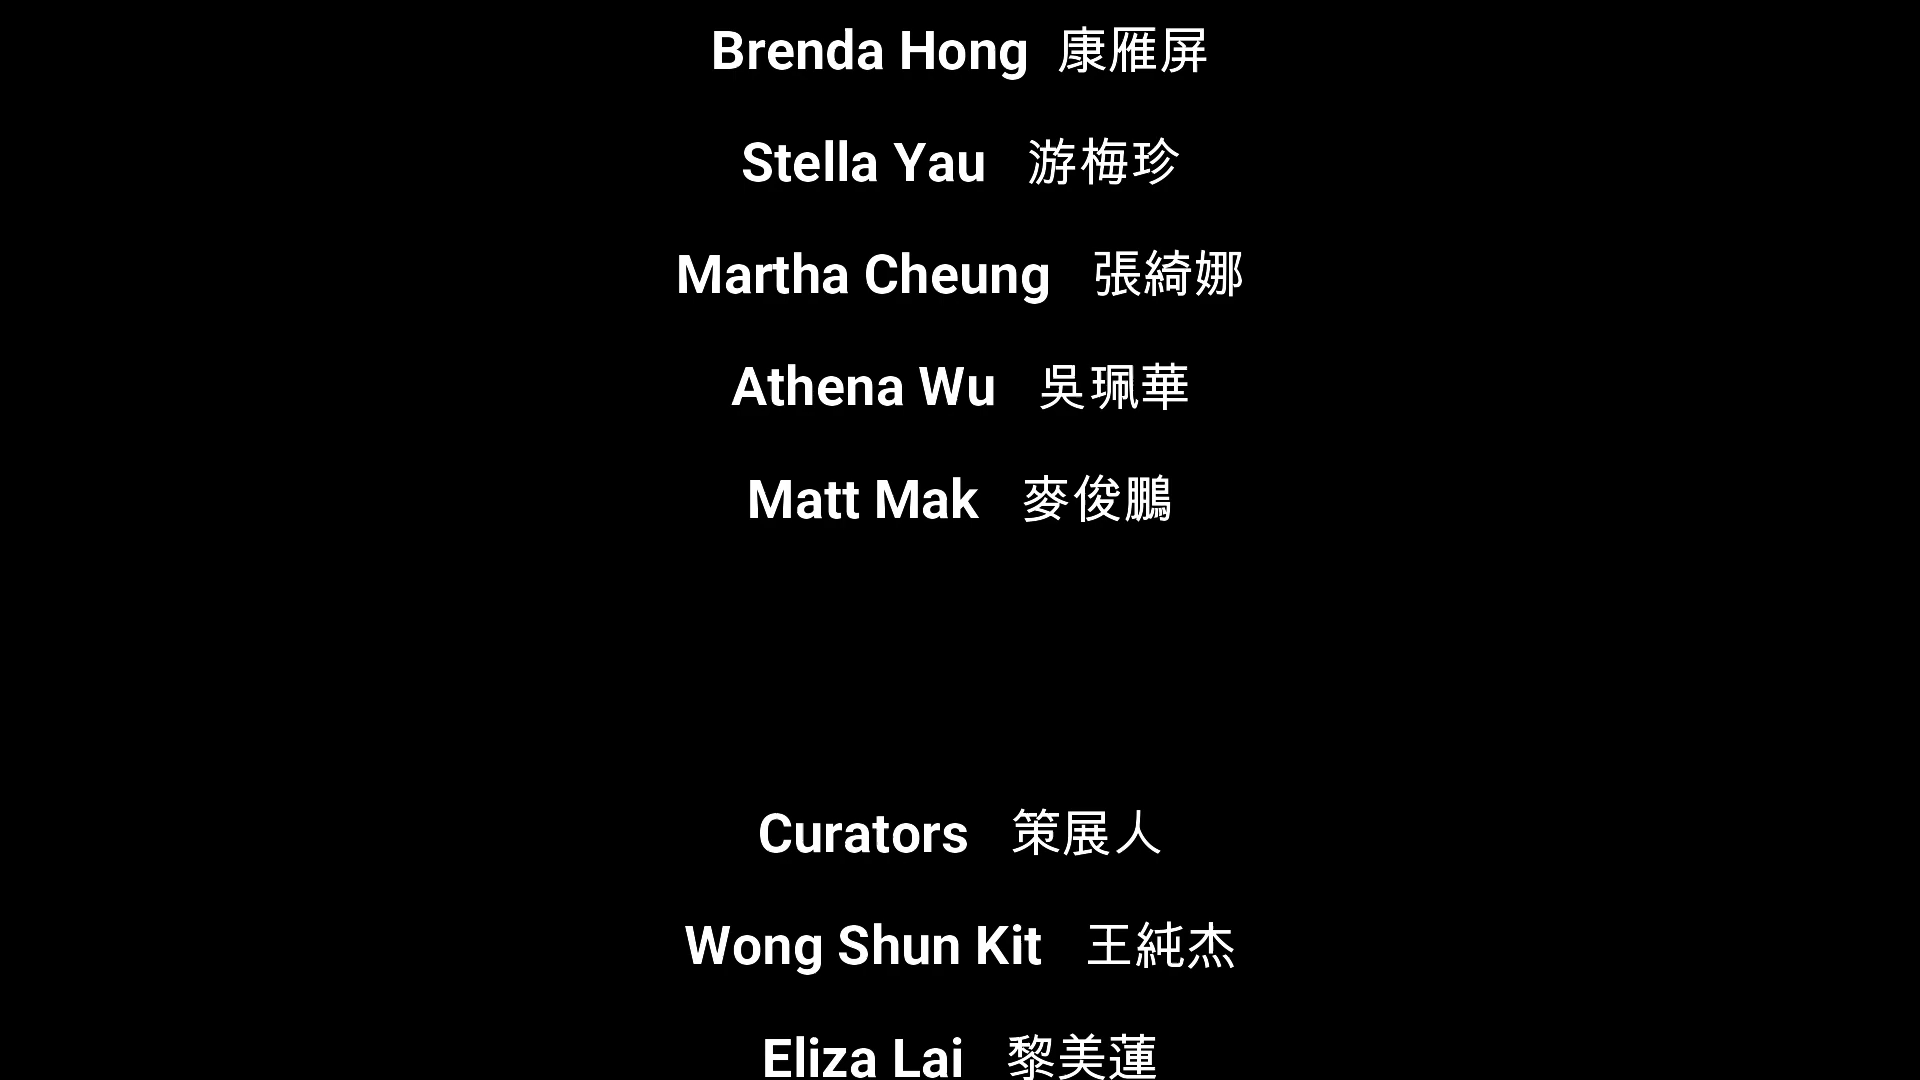 Brenda Hong 康雁屏
Stella Yau 游梅珍
Martha Cheung 張綺娜
Athena Wu 吳珮華
Matt Mak 麥俊鵬
Curators 策展人
Wong Shun Kit 王純杰
Eliza Lai 黎美蓮